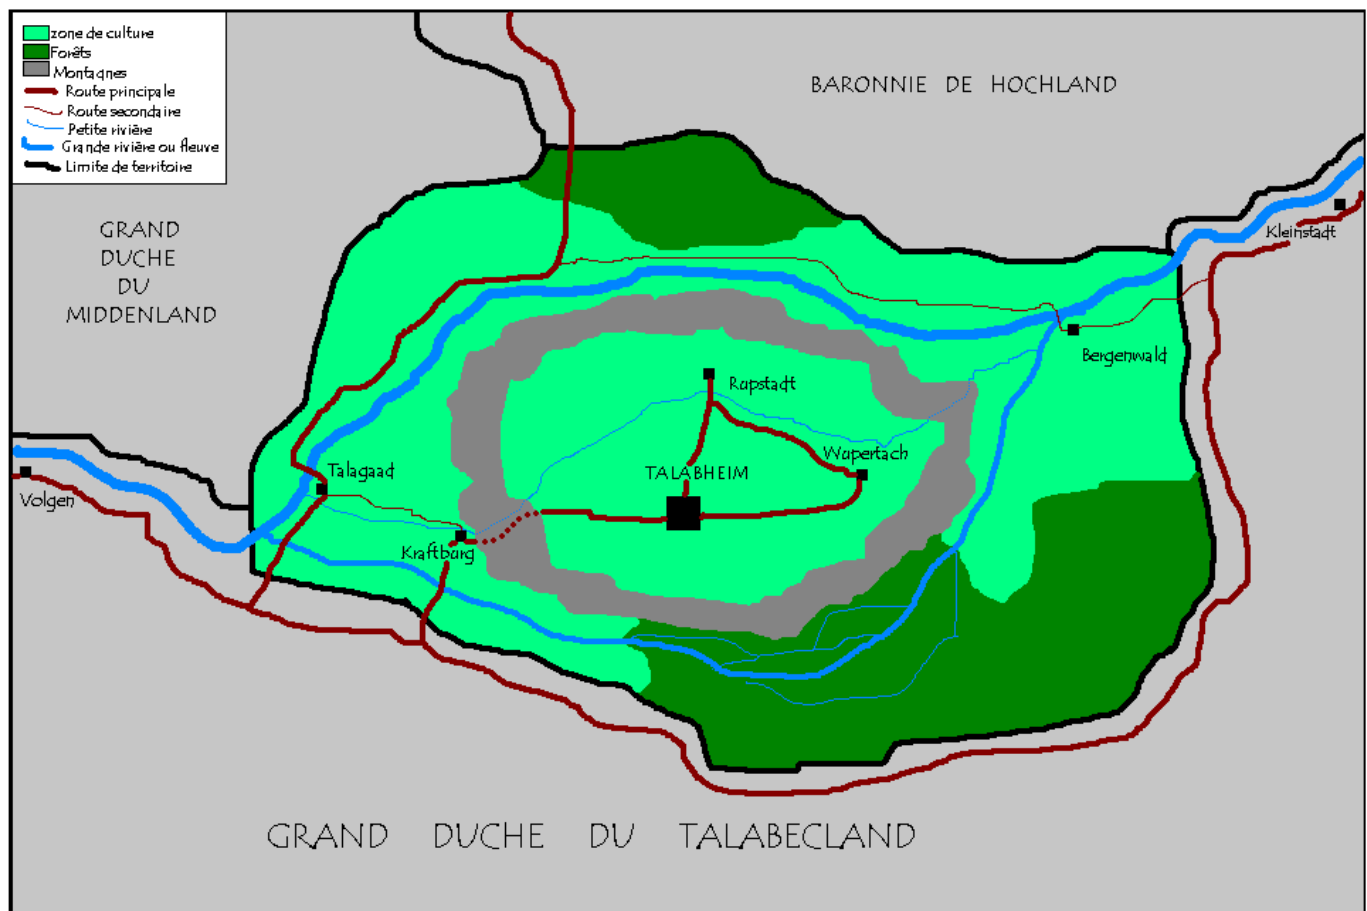 zone de culture
Forêts
Montagnes
Route principale
Route secondaire
Petite rivière
Grande rivière ou fleuve
Limite de territoire
BARONNIE DE HOCHLAND
GRAND
DUCHE
DU
MIDDENLAND
Kleinstadt
Bergenwald
Rupstadt
Wupertach
TALABHEIM
Talagaad
Volgen
Kraftburg
GRAND DUCHE DU TALABECLAND